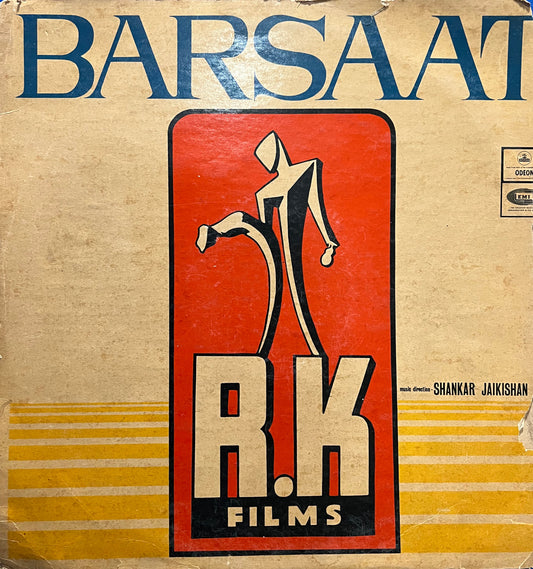 BARSAAT
ODEON
EMI
music direction - SHANKAR JAIKISHAN
R.K
FILMS